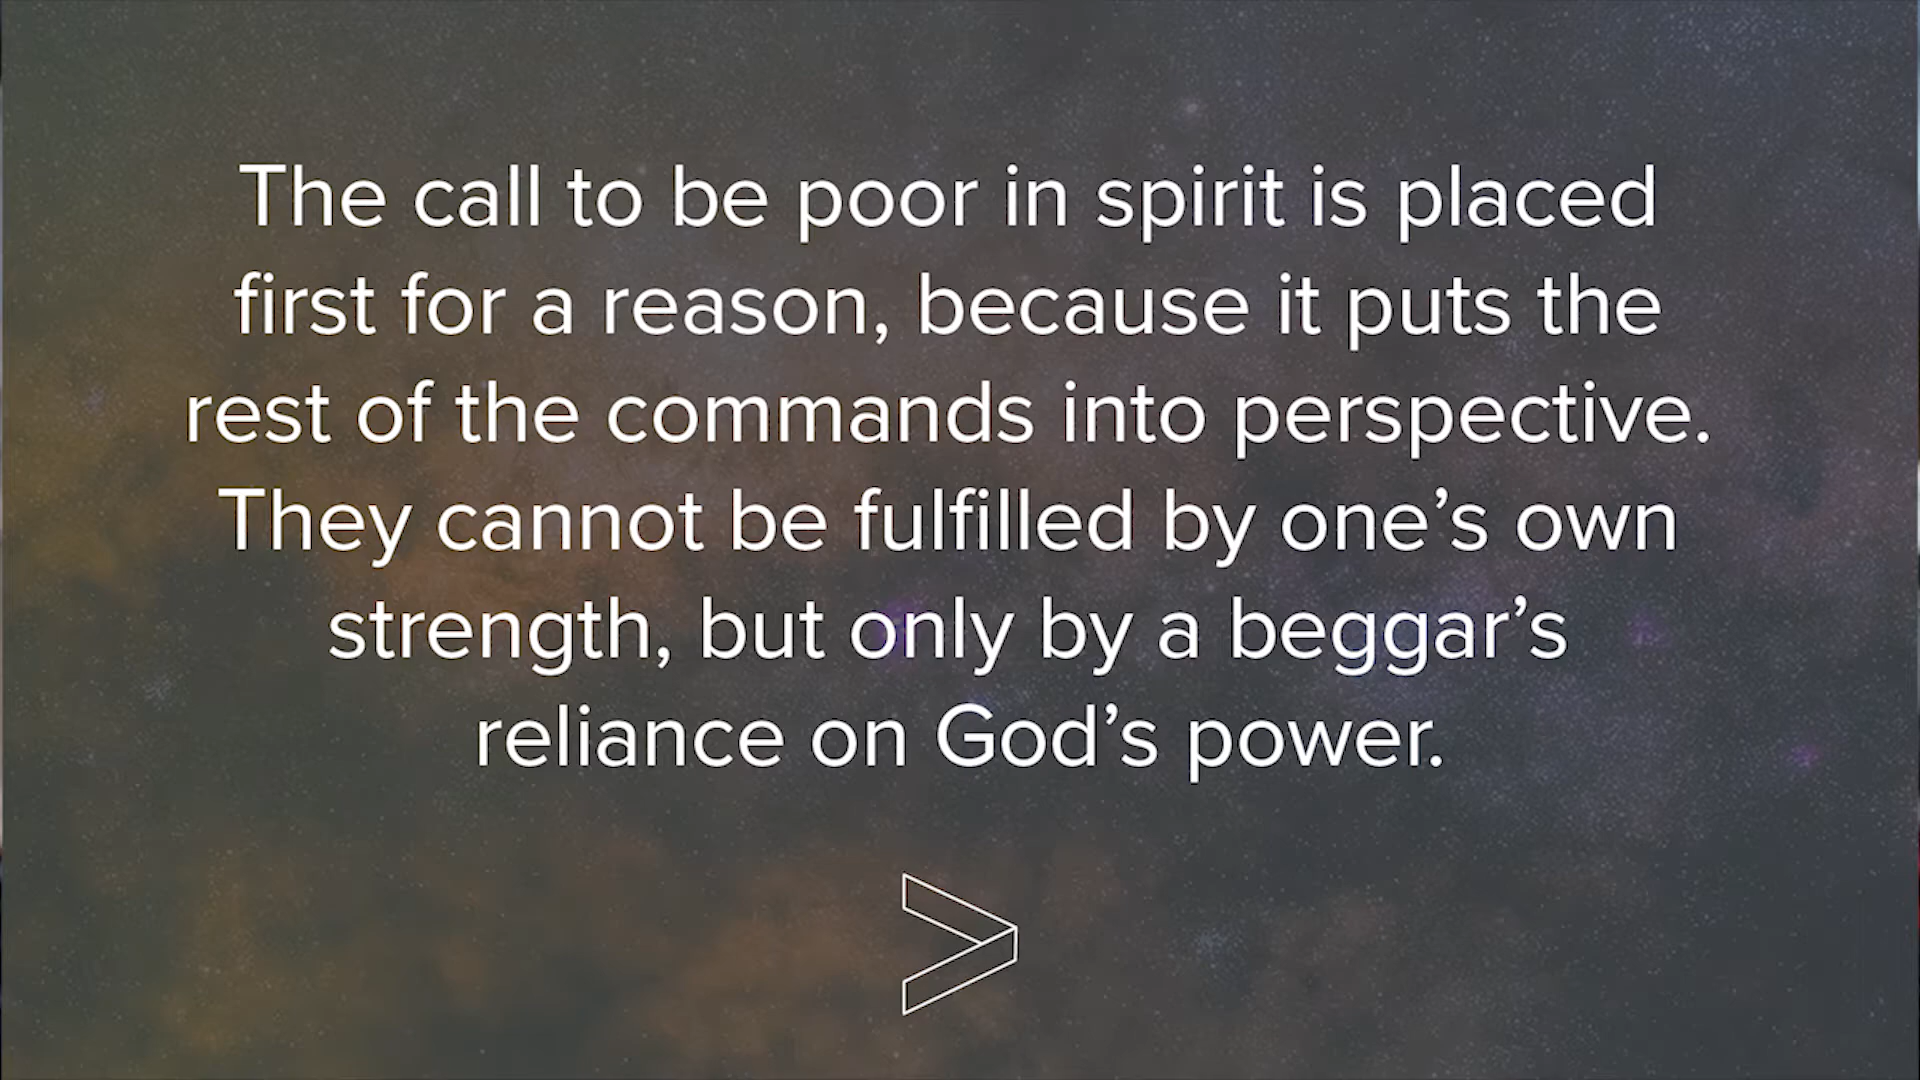 The call to be poor in spirit is placed
first for a reason, because it puts the
rest of the commands into perspective.
They cannot be fulfilled by one’s own
strength, but only by a beggar’s
reliance on God’s power.